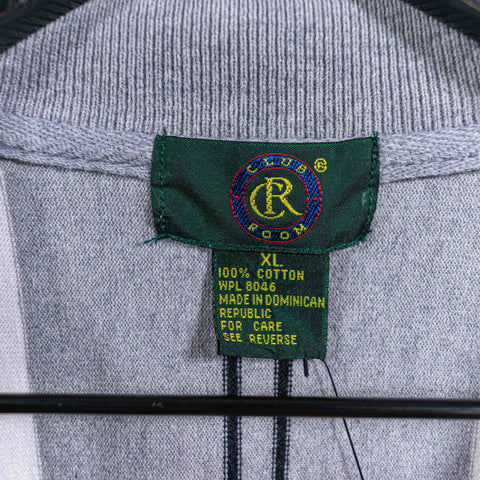 CLUB ®
CR
ROOM
XL
100% COTTON
WPL 8046
MADE IN DOMINICAN
REPUBLIC
FOR CARE
SEE REVERSE